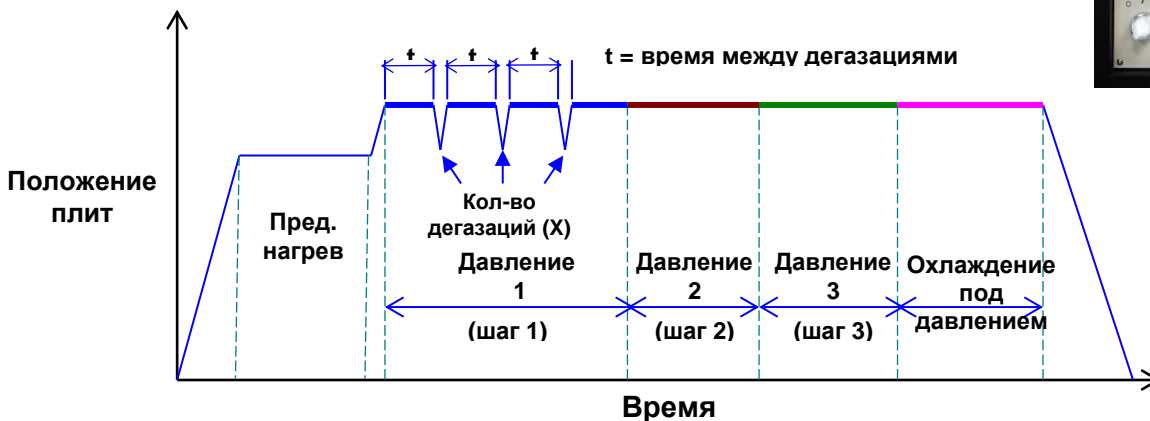 t
t
t
t = время между дегазациями
Положение
плит
Кол-во
дегазаций (X)
Пред.
нагрев
Давление
1
(шаг 1)
Давление
2
(шаг 2)
Давление
3
(шаг 3)
Охлаждение
под
давлением
Время